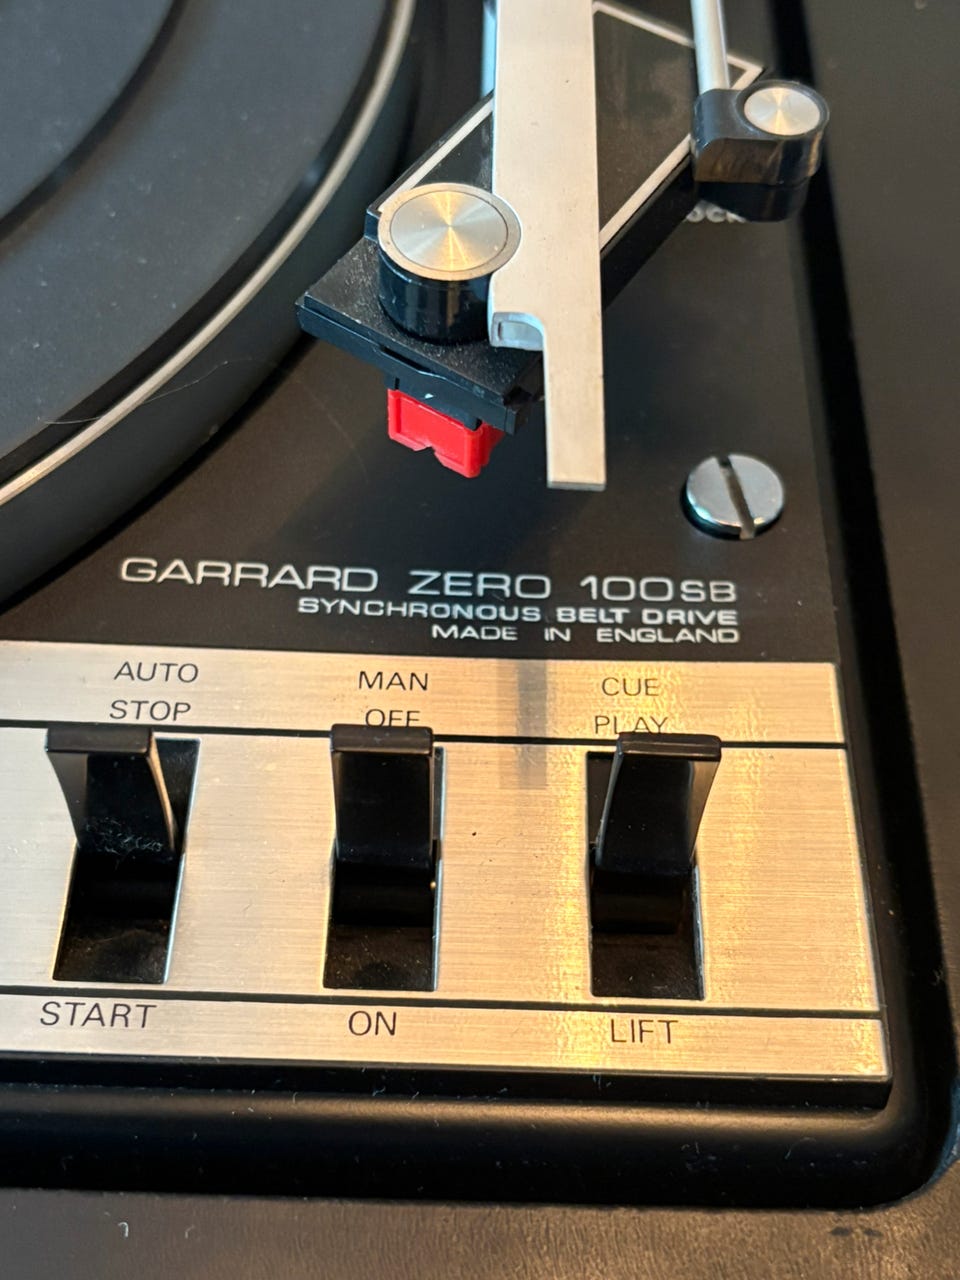 GARRARD ZERO 100SB
SYNCHRONOUS BELT DRIVE
MADE IN ENGLAND
AUTO MAN CUE
STOP OFF PLAY
START ON LIFT